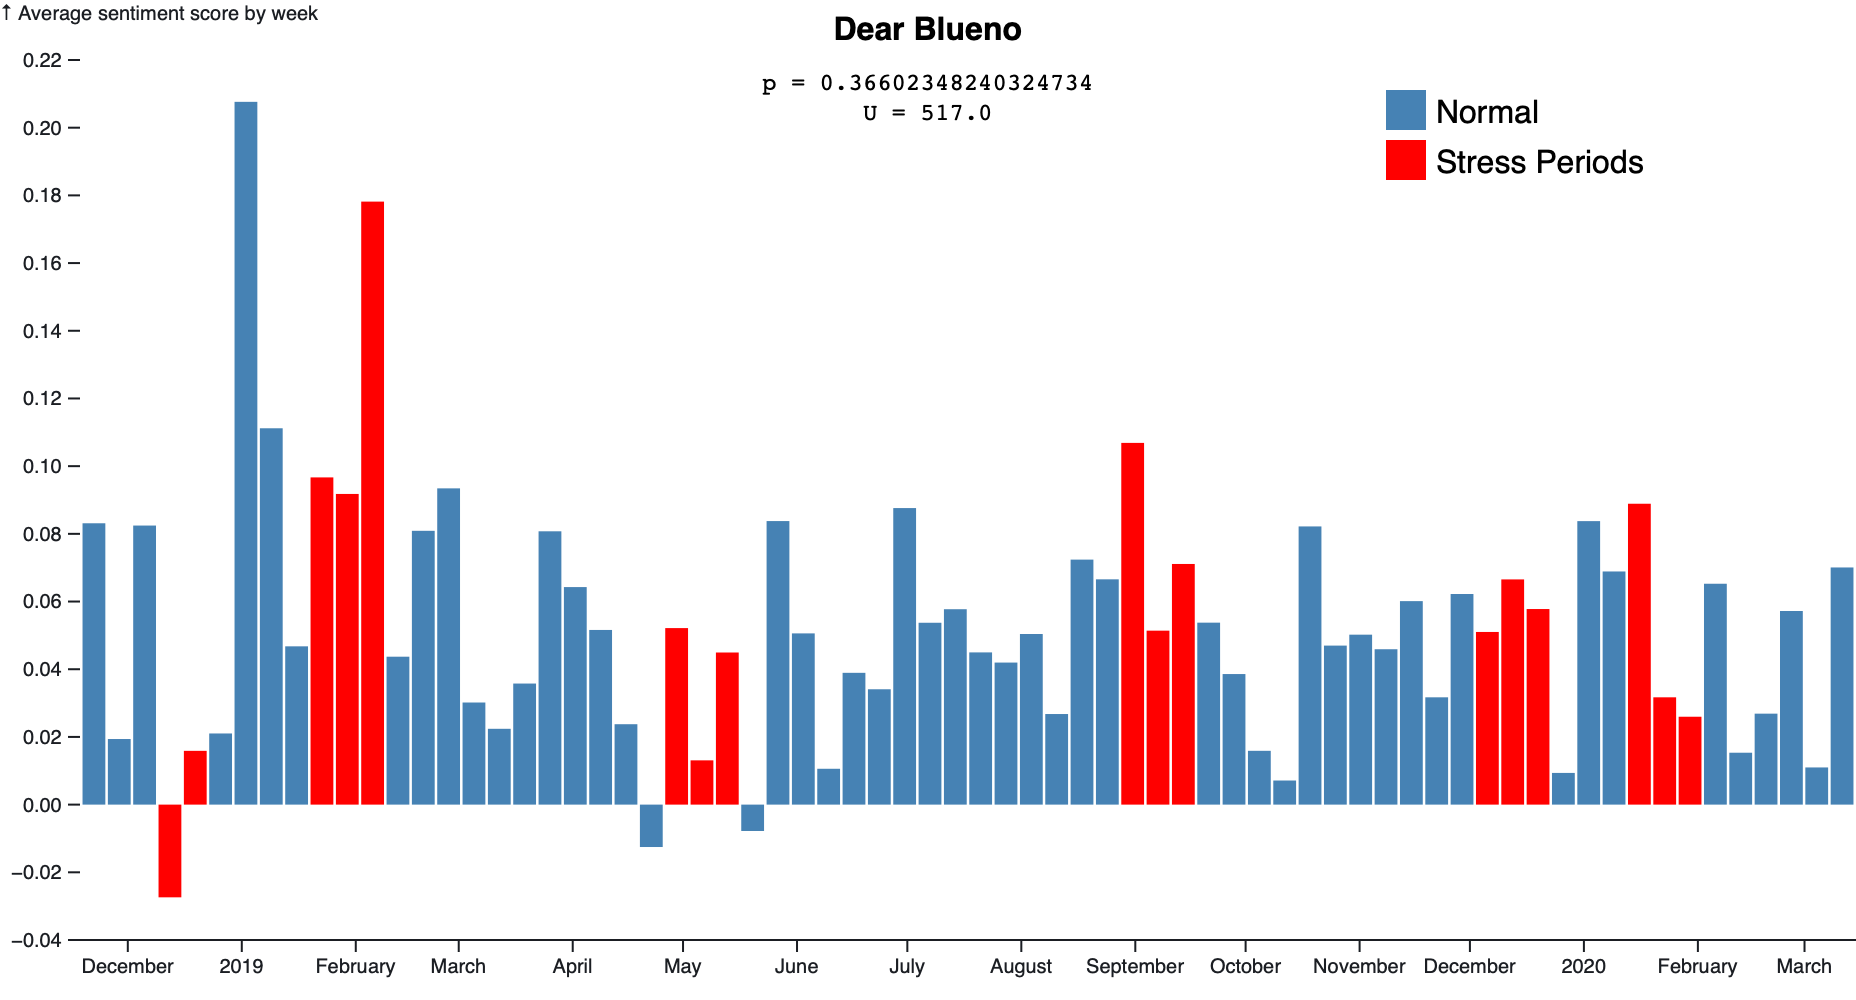 ↑ Average sentiment score by week
Dear Blueno
p = 0.36602348240324734
U = 517.0
Normal
Stress Periods
0.22
0.20
0.18
0.16
0.14
0.12
0.10
0.08
0.06
0.04
0.02
0.00
−0.02
−0.04
December 2019 February March April May June July August September October November December 2020 February March